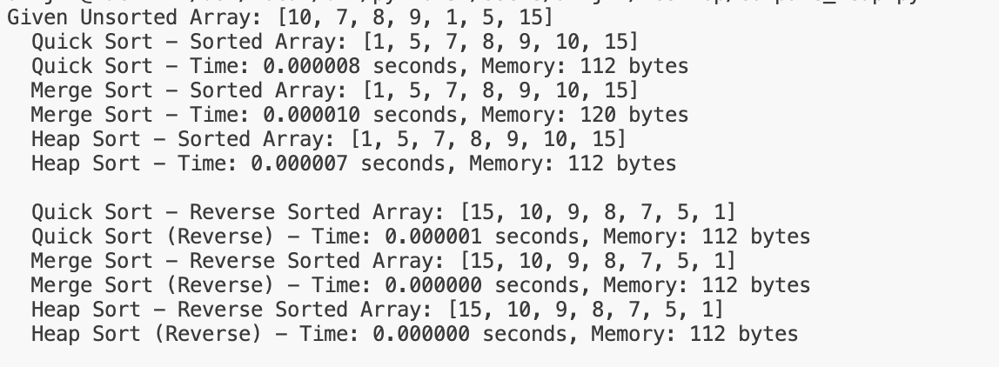 Given Unsorted Array: [10, 7, 8, 9, 1, 5, 15]
Quick Sort – Sorted Array: [1, 5, 7, 8, 9, 10, 15]
Quick Sort – Time: 0.000008 seconds, Memory: 112 bytes
Merge Sort – Sorted Array: [1, 5, 7, 8, 9, 10, 15]
Merge Sort – Time: 0.000010 seconds, Memory: 120 bytes
Heap Sort – Sorted Array: [1, 5, 7, 8, 9, 10, 15]
Heap Sort – Time: 0.000007 seconds, Memory: 112 bytes
Quick Sort – Reverse Sorted Array: [15, 10, 9, 8, 7, 5, 1]
Quick Sort (Reverse) – Time: 0.000001 seconds, Memory: 112 bytes
Merge Sort – Reverse Sorted Array: [15, 10, 9, 8, 7, 5, 1]
Merge Sort (Reverse) – Time: 0.000000 seconds, Memory: 112 bytes
Heap Sort – Reverse Sorted Array: [15, 10, 9, 8, 7, 5, 1]
Heap Sort (Reverse) – Time: 0.000000 seconds, Memory: 112 bytes